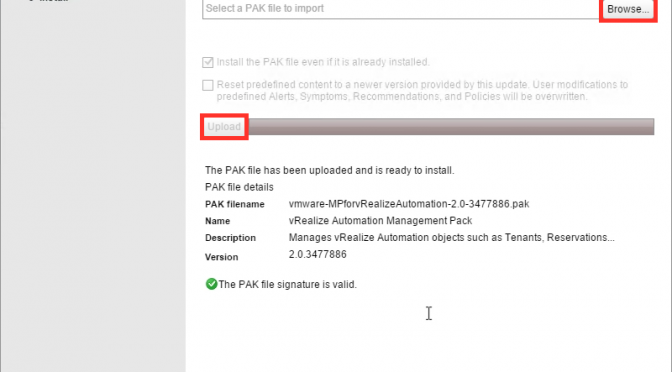 Select a PAK file to import
Browse...
Install the PAK file even if it is already installed.
Reset predefined content to a newer version provided by this update. User modifications to
predefined Alerts, Symptoms, Recommendations, and Policies will be overwritten.
Upload
The PAK file has been uploaded and is ready to install.
PAK file details
PAK filename vmware-MPforvRealizeAutomation-2.0-3477886.pak
Name vRealize Automation Management Pack
Description Manages vRealize Automation objects such as Tenants, Reservations...
Version 2.0.3477886
The PAK file signature is valid.